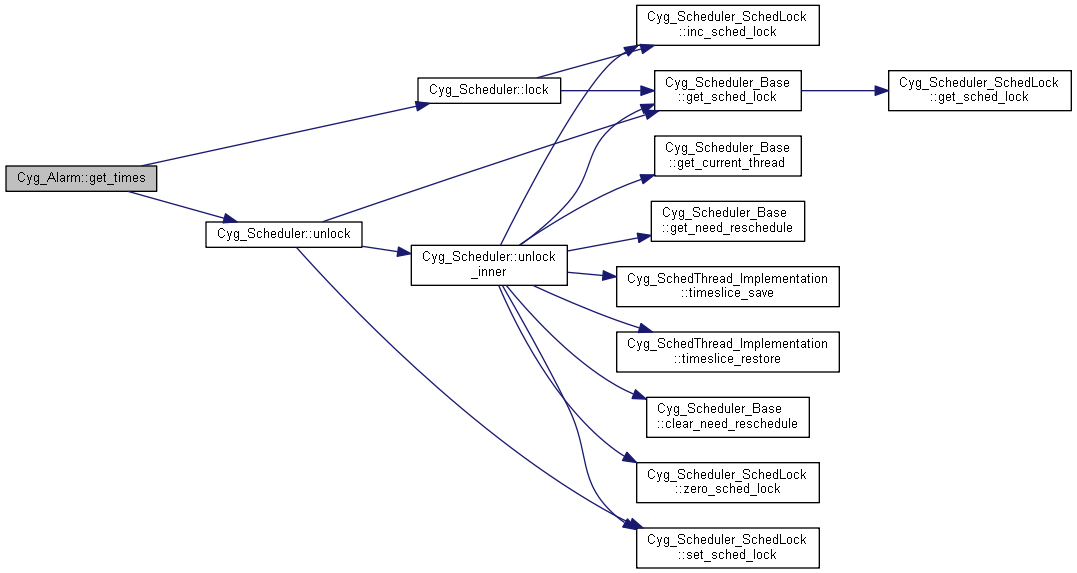 Cyg_Alarm::get_times
Cyg_Scheduler::lock
Cyg_Scheduler::unlock
Cyg_Scheduler::unlock
_inner
Cyg_Scheduler_SchedLock
::inc_sched_lock
Cyg_Scheduler_Base
::get_sched_lock
Cyg_Scheduler_SchedLock
::get_sched_lock
Cyg_Scheduler_Base
::get_current_thread
Cyg_Scheduler_Base
::get_need_reschedule
Cyg_SchedThread_Implementation
::timeslice_save
Cyg_SchedThread_Implementation
::timeslice_restore
Cyg_Scheduler_Base
::clear_need_reschedule
Cyg_Scheduler_SchedLock
::zero_sched_lock
Cyg_Scheduler_SchedLock
::set_sched_lock